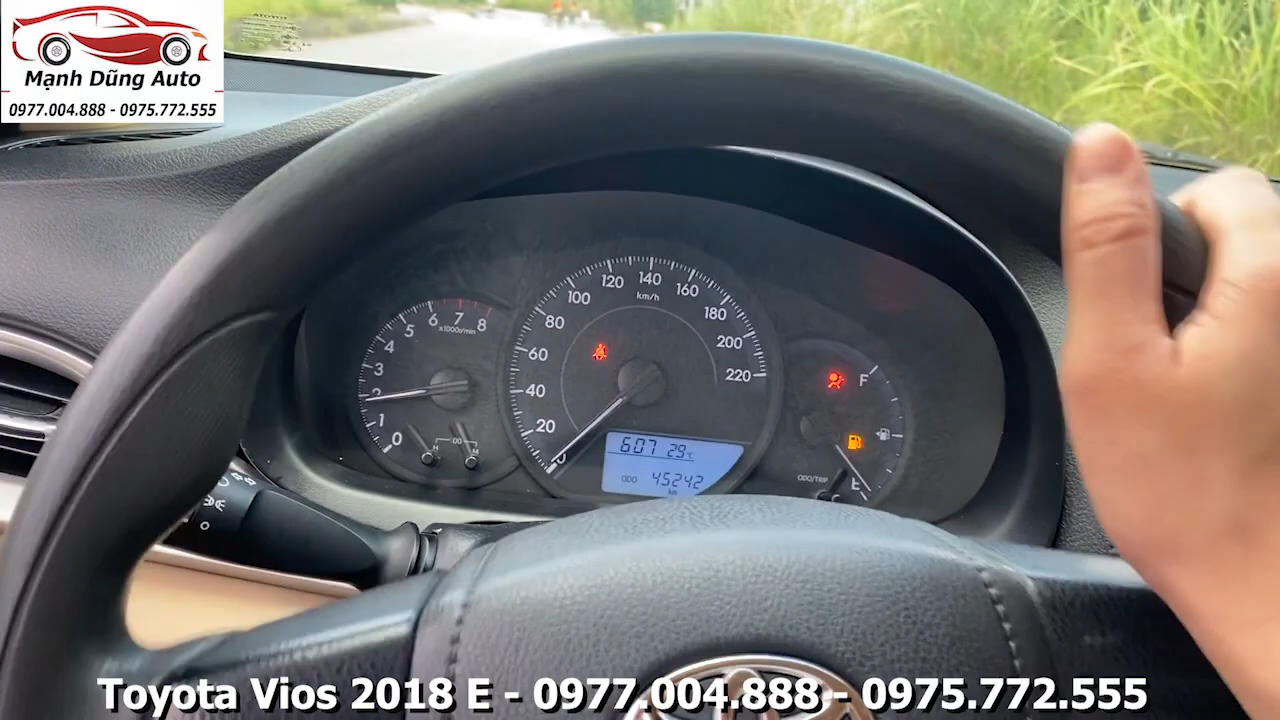 Mạnh Dũng Auto
0977.004.888 - 0975.772.555
0 1 2 3 4 5 6 7 8
x1000r/min
H 00 M
0 20 40 60 80 100 120 140 160 180 200 220
km/h
607 29°C
ODO 45242
km
F
E
ODO/TRIP
Toyota Vios 2018 E - 0977.004.888 - 0975.772.555